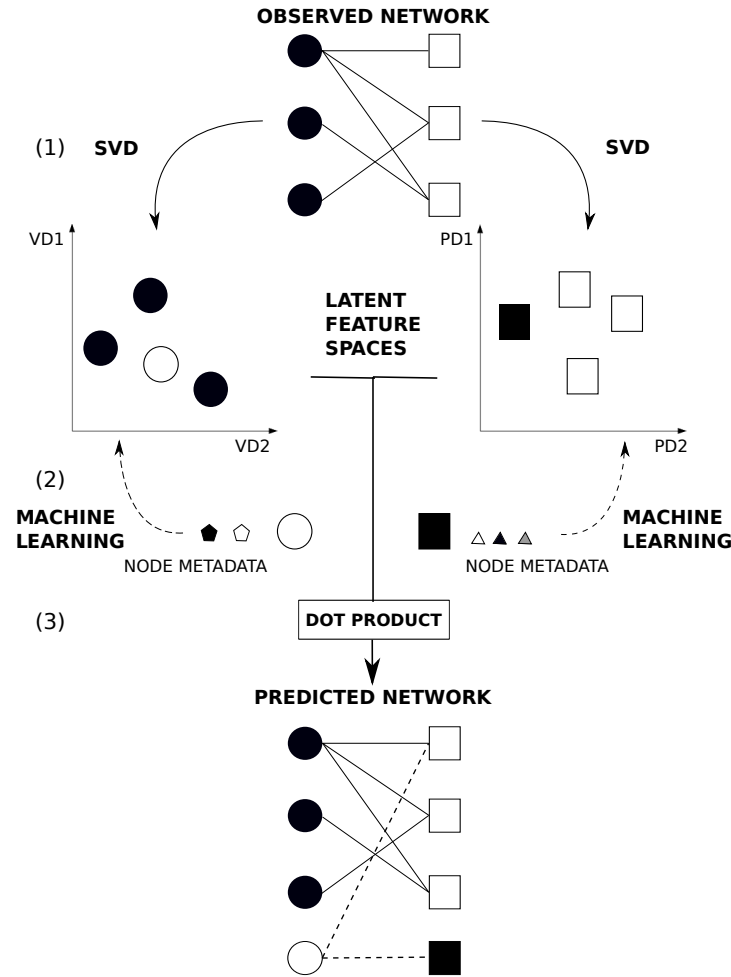 OBSERVED NETWORK
(1)
SVD
SVD
VD1
PD1
LATENT
FEATURE
SPACES
VD2
PD2
(2)
MACHINE
LEARNING
NODE METADATA
MACHINE
LEARNING
NODE METADATA
(3)
DOT PRODUCT
PREDICTED NETWORK